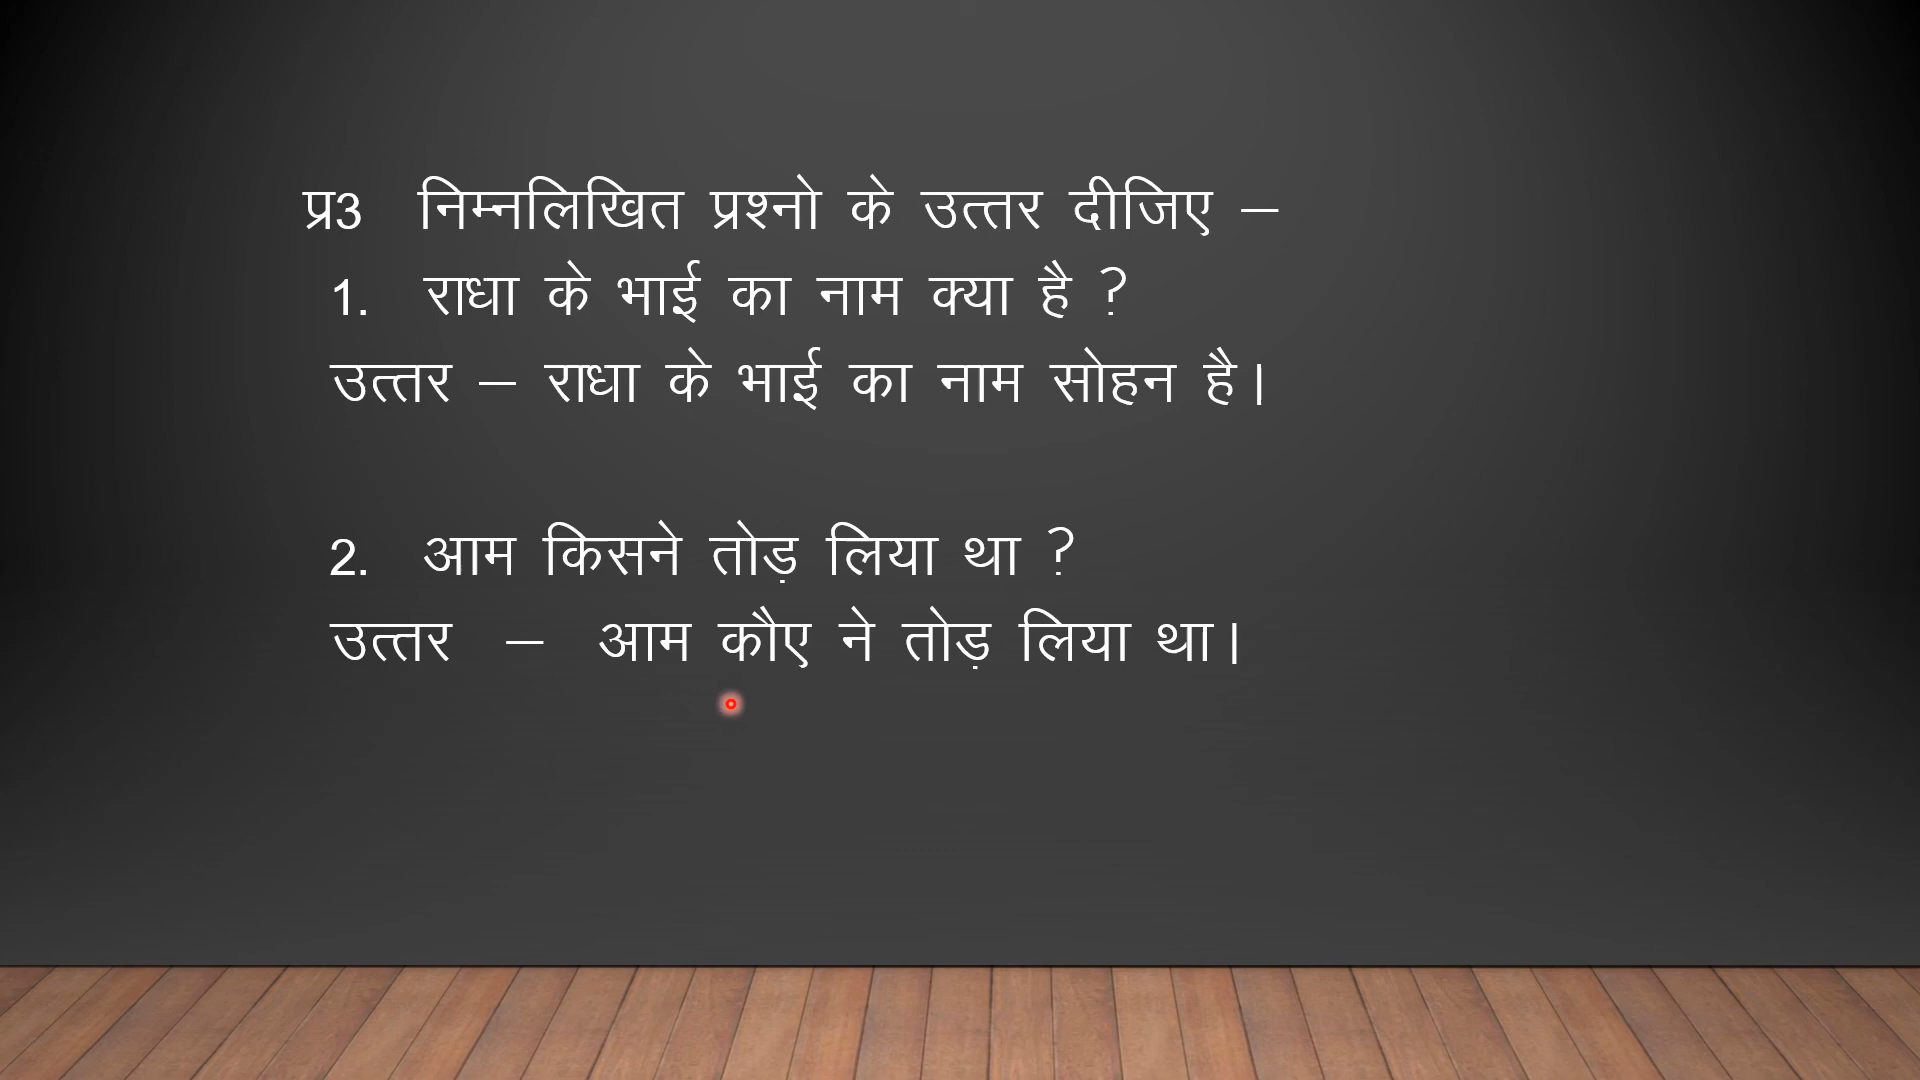 प्र3 निम्नलिखित प्रश्नो के उत्तर दीजिए –
1. राधा के भाई का नाम क्या है ?
उत्तर – राधा के भाई का नाम सोहन है।
2. आम किसने तोड़ लिया था ?
उत्तर – आम कौए ने तोड़ लिया था।